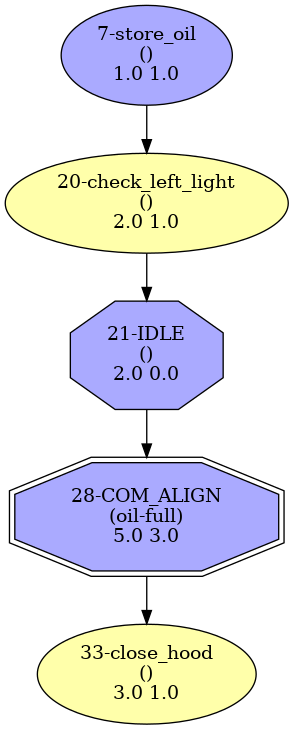 7-store_oil
()
1.0 1.0
20-check_left_light
()
2.0 1.0
21-IDLE
()
2.0 0.0
28-COM_ALIGN
(oil-full)
5.0 3.0
33-close_hood
()
3.0 1.0